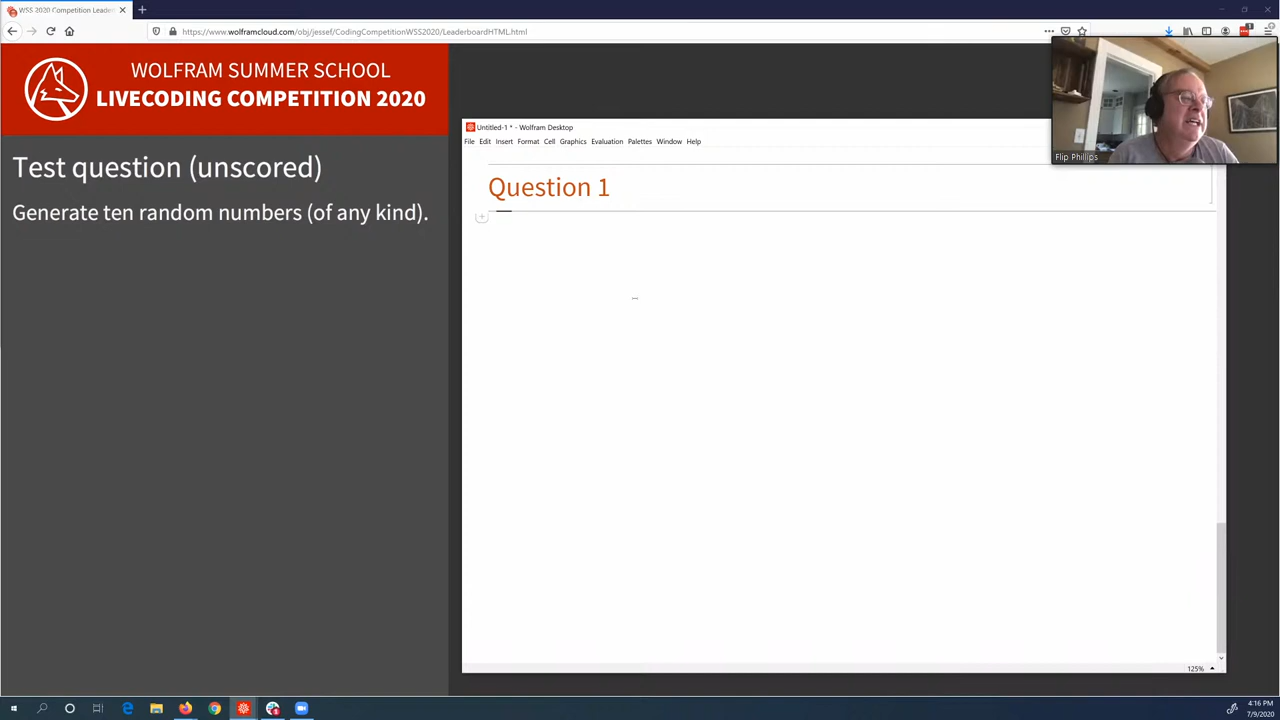 WSS 2020 Competition Leader
https://www.wolframcloud.com/obj/jessef/CodingCompetitionWSS2020/LeaderboardHTML.html
WOLFRAM SUMMER SCHOOL
LIVECODING COMPETITION 2020
Test question (unscored)
Generate ten random numbers (of any kind).
Untitled-1 * - Wolfram Desktop
File Edit Insert Format Cell Graphics Evaluation Palettes Window Help
Question 1
Flip Phillips
125%
4:16 PM
7/9/2020